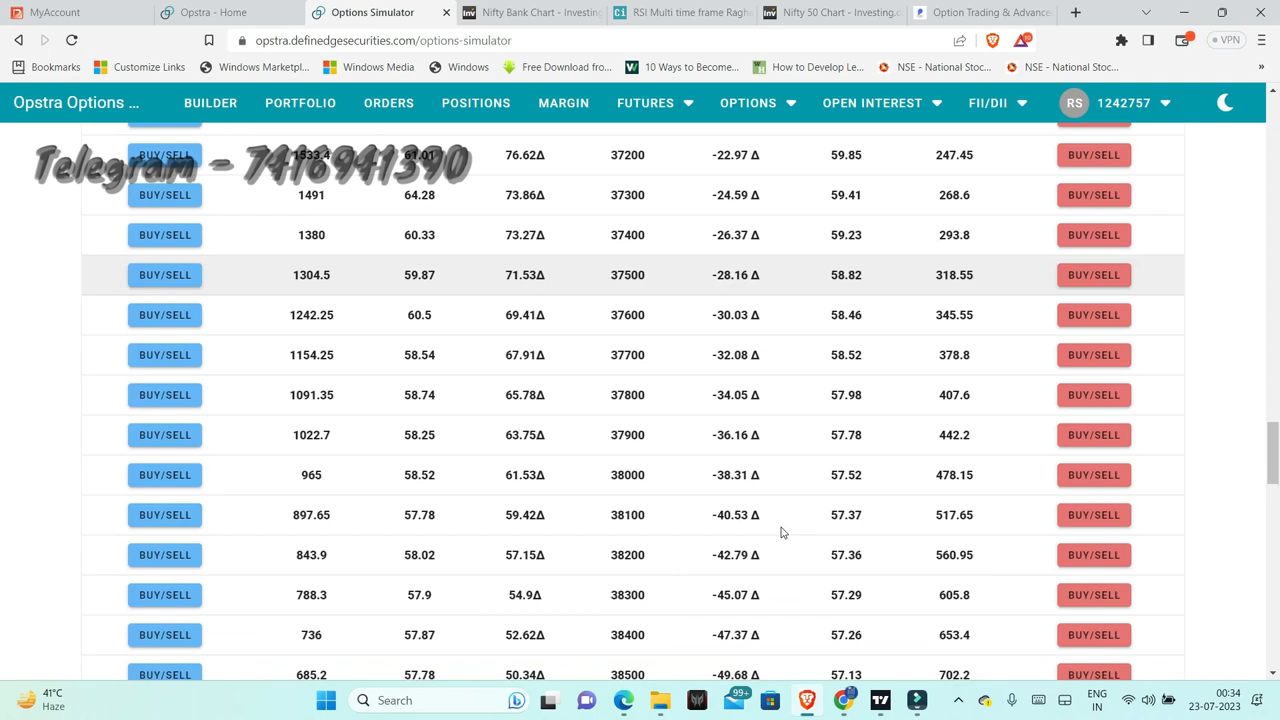 MyAccount Opstra - Home Options Simulator Nifty Bank Chart - Investing RSI Multi time frame Ragha Nifty 50 Chart - Investing.c Option Trading & Advance
opstra.definedgesecurities.com/options-simulator VPN
Bookmarks Customize Links Windows Marketpl... Windows Media Windows Free Download fro... 10 Ways to Become... How to Develop Le... NSE - National Stoc... NSE - National Stoc... »
Opstra Options ... BUILDER PORTFOLIO ORDERS POSITIONS MARGIN FUTURES OPTIONS OPEN INTEREST FII/DII RS 1242757
Telegram - 7416941390
BUY/SELL 1533.4 61.01 76.62Δ 37200 -22.97 Δ 59.85 247.45 BUY/SELL
BUY/SELL 1491 64.28 73.86Δ 37300 -24.59 Δ 59.41 268.6 BUY/SELL
BUY/SELL 1380 60.33 73.27Δ 37400 -26.37 Δ 59.23 293.8 BUY/SELL
BUY/SELL 1304.5 59.87 71.53Δ 37500 -28.16 Δ 58.82 318.55 BUY/SELL
BUY/SELL 1242.25 60.5 69.41Δ 37600 -30.03 Δ 58.46 345.55 BUY/SELL
BUY/SELL 1154.25 58.54 67.91Δ 37700 -32.08 Δ 58.52 378.8 BUY/SELL
BUY/SELL 1091.35 58.74 65.78Δ 37800 -34.05 Δ 57.98 407.6 BUY/SELL
BUY/SELL 1022.7 58.25 63.75Δ 37900 -36.16 Δ 57.78 442.2 BUY/SELL
BUY/SELL 965 58.52 61.53Δ 38000 -38.31 Δ 57.52 478.15 BUY/SELL
BUY/SELL 897.65 57.78 59.42Δ 38100 -40.53 Δ 57.37 517.65 BUY/SELL
BUY/SELL 843.9 58.02 57.15Δ 38200 -42.79 Δ 57.36 560.95 BUY/SELL
BUY/SELL 788.3 57.9 54.9Δ 38300 -45.07 Δ 57.29 605.8 BUY/SELL
BUY/SELL 736 57.87 52.62Δ 38400 -47.37 Δ 57.26 653.4 BUY/SELL
BUY/SELL 685.2 57.78 50.34Δ 38500 -49.68 Δ 57.13 702.2 BUY/SELL
41°C Search 99+ ENG 00:34
Haze IN 23-07-2023